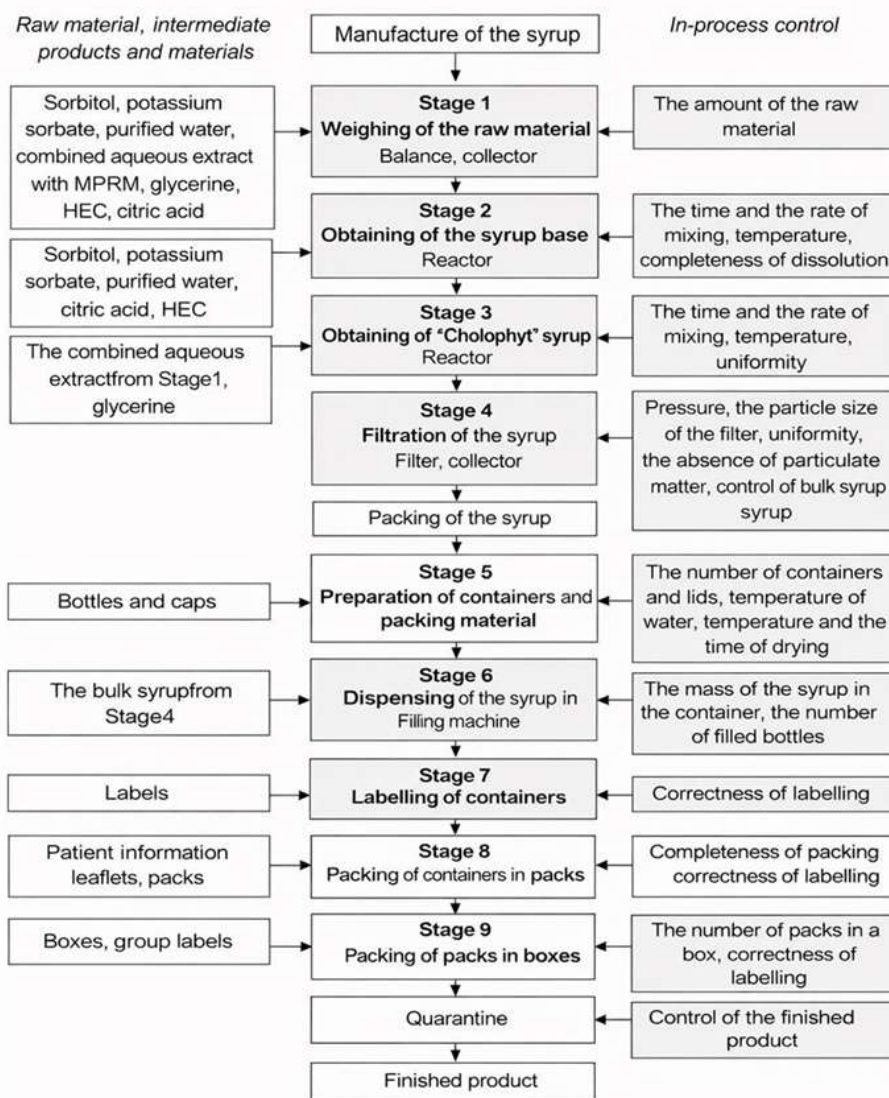 Raw material, intermediate
products and materials
Manufacture of the syrup
In-process control
Sorbitol, potassium
sorbate, purified water,
combined aqueous extract
with MPRM, glycerine,
HEC, citric acid
Stage 1
Weighing of the raw material
Balance, collector
The amount of the raw
material
Sorbitol, potassium
sorbate, purified water,
citric acid, HEC
Stage 2
Obtaining of the syrup base
Reactor
The time and the rate of
mixing, temperature,
completeness of dissolution
The combined aqueous
extractfrom Stage1,
glycerine
Stage 3
Obtaining of “Cholophyt” syrup
Reactor
The time and the rate of
mixing, temperature,
uniformity
Stage 4
Filtration of the syrup
Filter, collector
Pressure, the particle size
of the filter, uniformity,
the absence of particulate
matter, control of bulk syrup
syrup
Packing of the syrup
Bottles and caps
Stage 5
Preparation of containers and
packing material
The number of containers
and lids, temperature of
water, temperature and the
time of drying
The bulk syrupfrom
Stage4
Stage 6
Dispensing of the syrup in
Filling machine
The mass of the syrup in
the container, the number
of filled bottles
Labels
Stage 7
Labelling of containers
Correctness of labelling
Patient information
leaflets, packs
Stage 8
Packing of containers in packs
Completeness of packing
correctness of labelling
Boxes, group labels
Stage 9
Packing of packs in boxes
The number of packs in a
box, correctness of
labelling
Quarantine
Control of the finished
product
Finished product